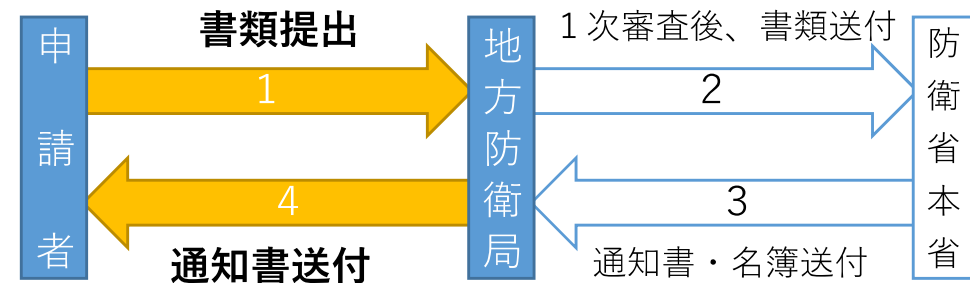 申請者
書類提出
1
地方防衛局
１次審査後、書類送付
2
防衛省本省
3
通知書・名簿送付
4
通知書送付